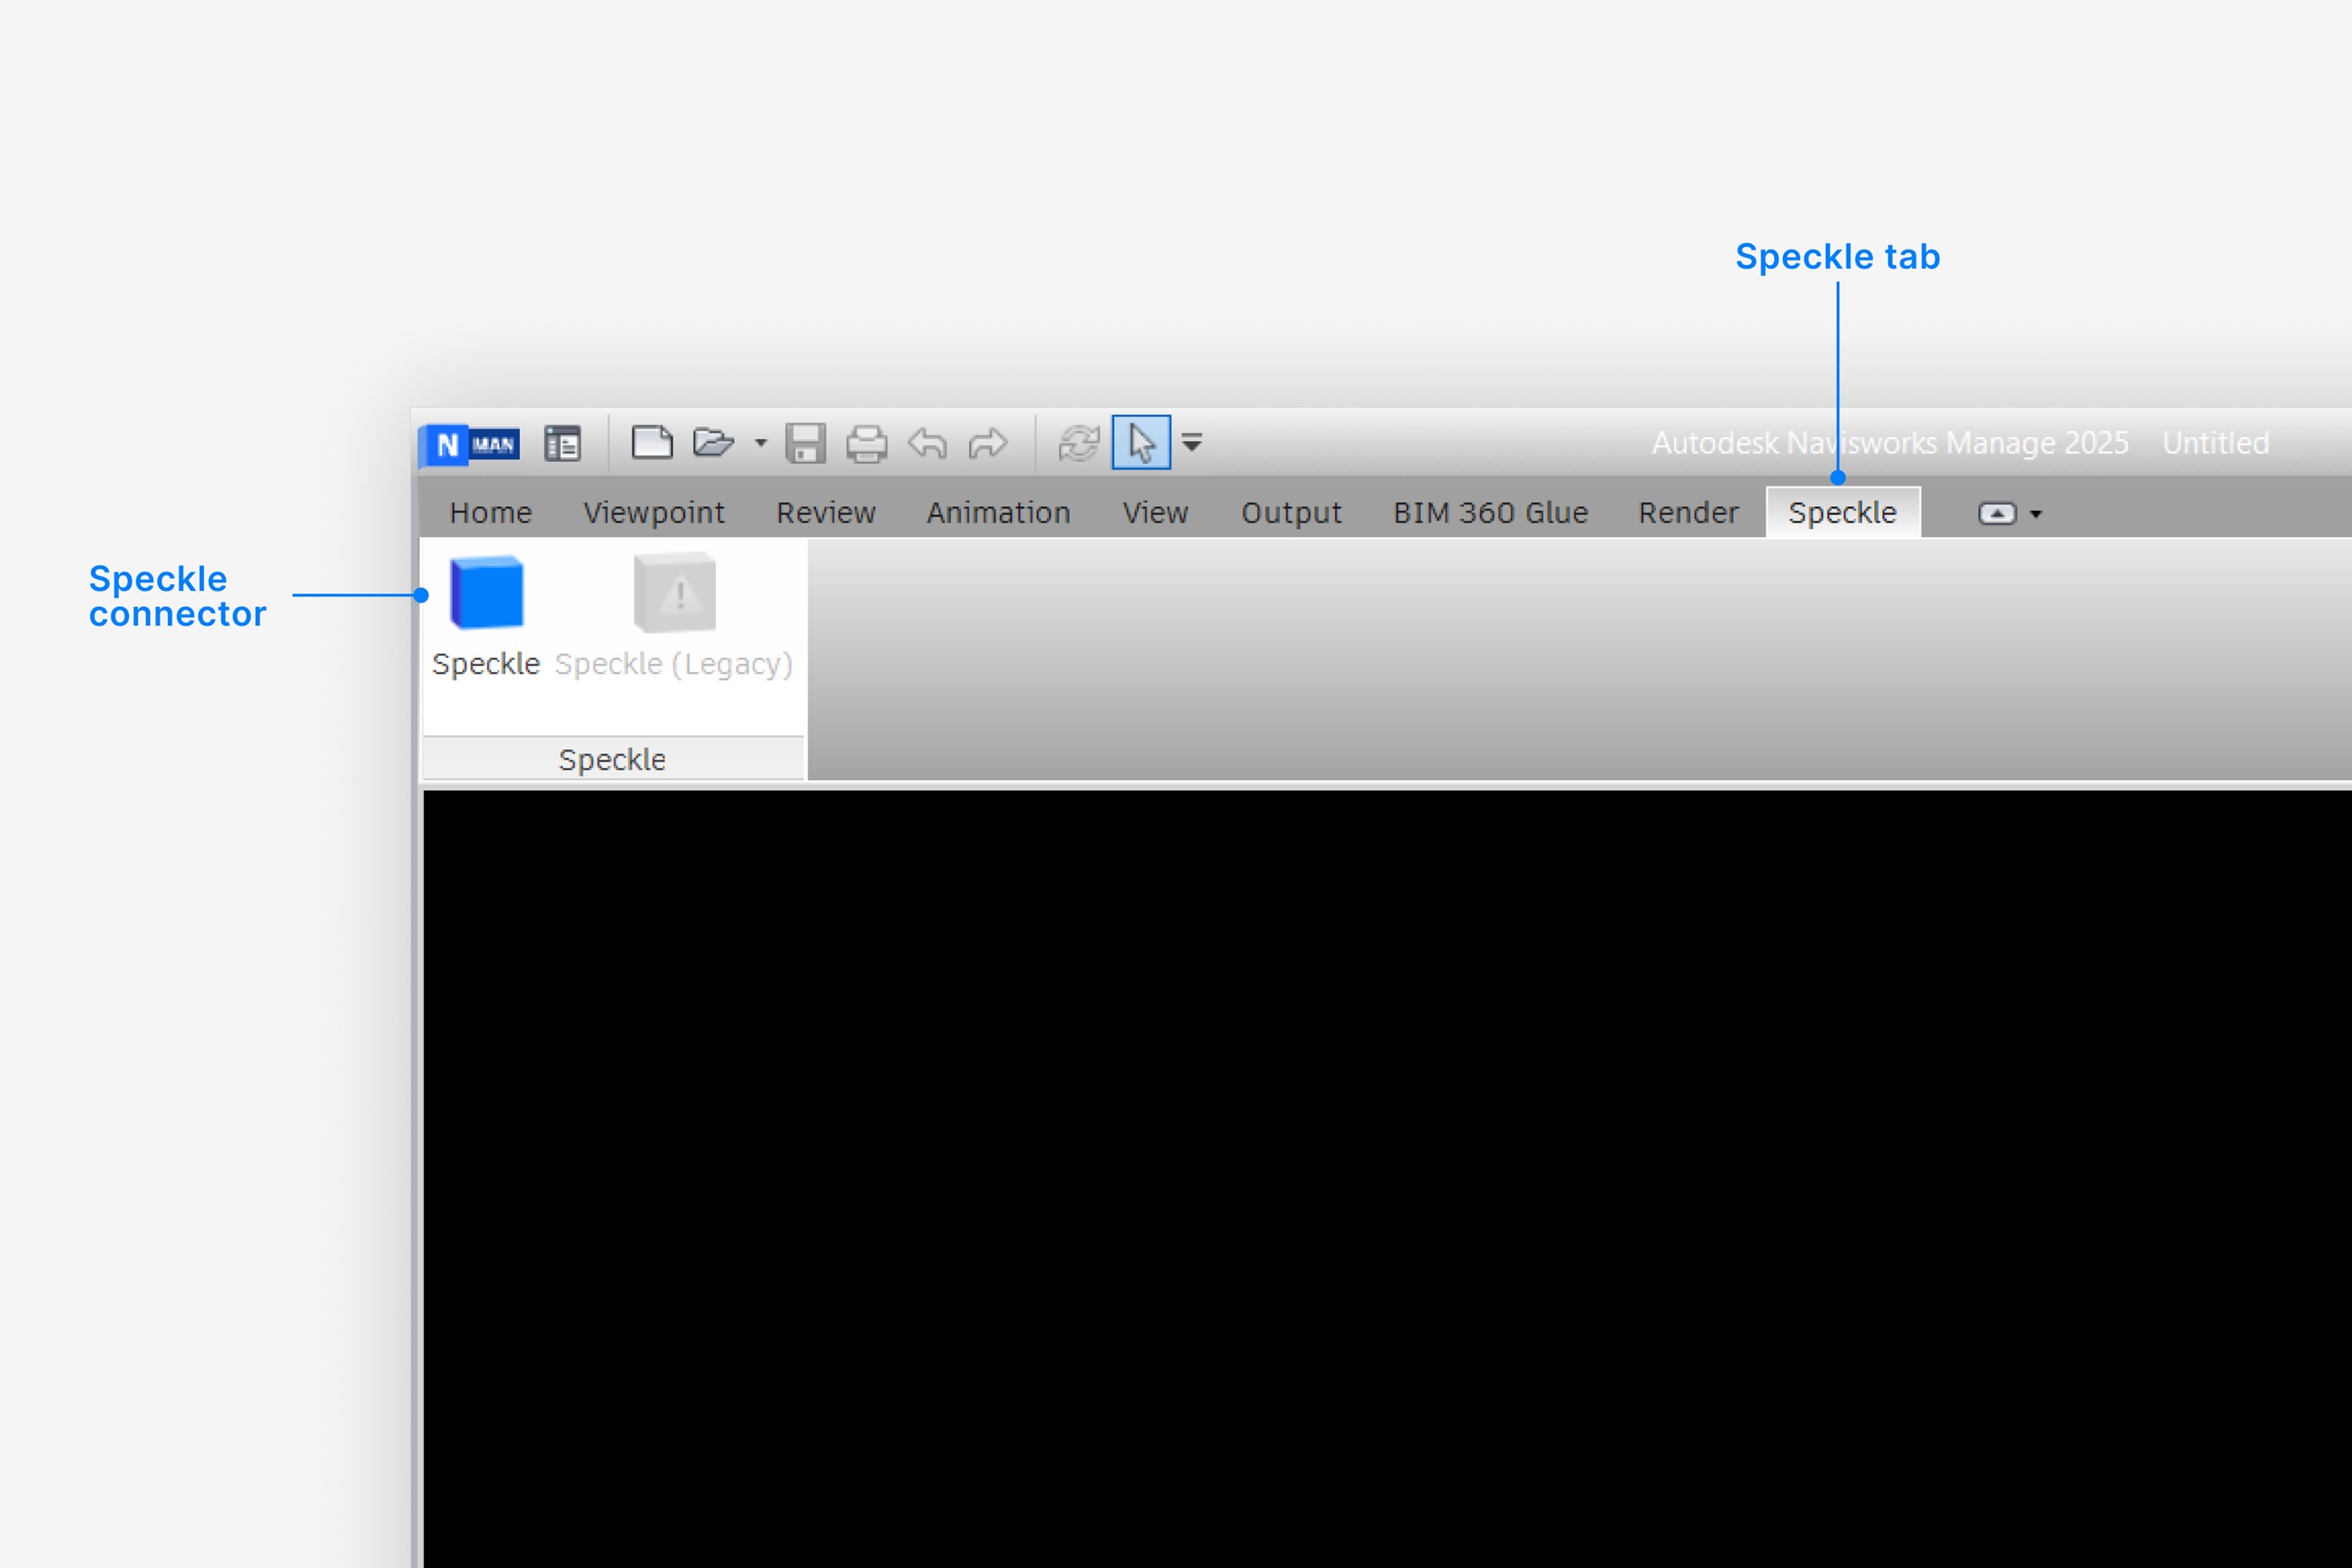 Speckle tab
N MAN
Autodesk Navisworks Manage 2025 Untitled
Home Viewpoint Review Animation View Output BIM 360 Glue Render Speckle
Speckle
connector
Speckle Speckle (Legacy)
Speckle